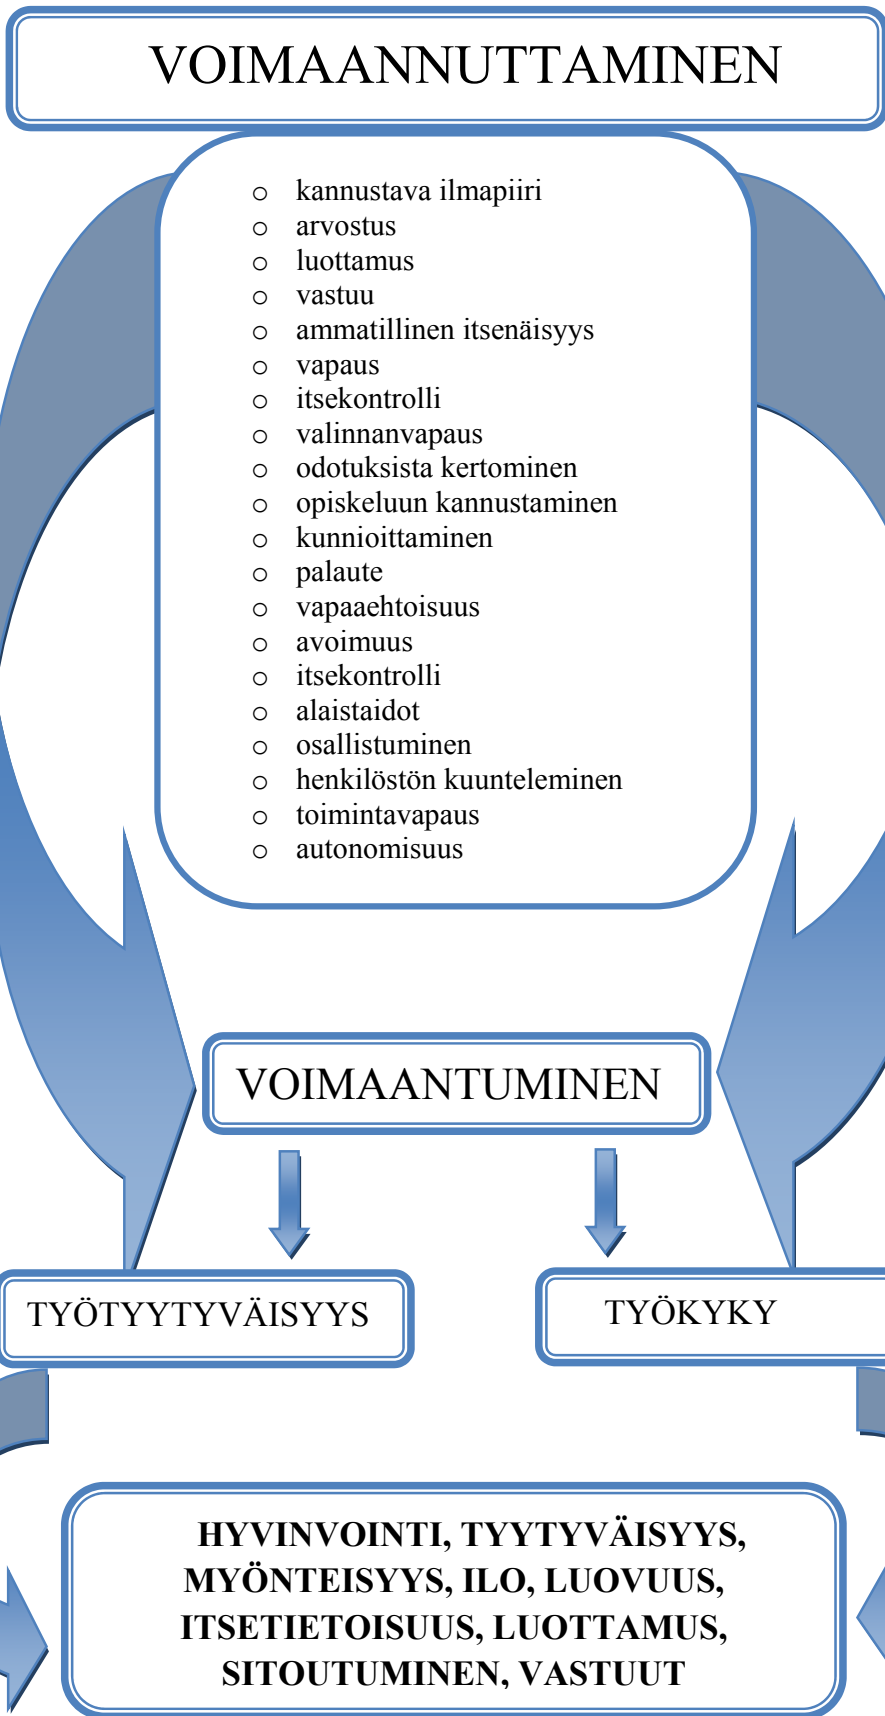 VOIMAANNUTTAMINEN
o kannustava ilmapiiri
o arvostus
o luottamus
o vastuu
o ammatillinen itsenäisyys
o vapaus
o itsekontrolli
o valinnanvapaus
o odotuksista kertominen
o opiskeluun kannustaminen
o kunnioittaminen
o palaute
o vapaaehtoisuus
o avoimuus
o itsekontrolli
o alaistaidot
o osallistuminen
o henkilöstön kuunteleminen
o toimintavapaus
o autonomisuus
VOIMAANTUMINEN
TYÖTYYTYVÄISYYS
TYÖKYKY
HYVINVOINTI, TYYTYVÄISYYS,
MYÖNTEISYYS, ILO, LUOVUUS,
ITSETIETOISUUS, LUOTTAMUS,
SITOUTUMINEN, VASTUUT